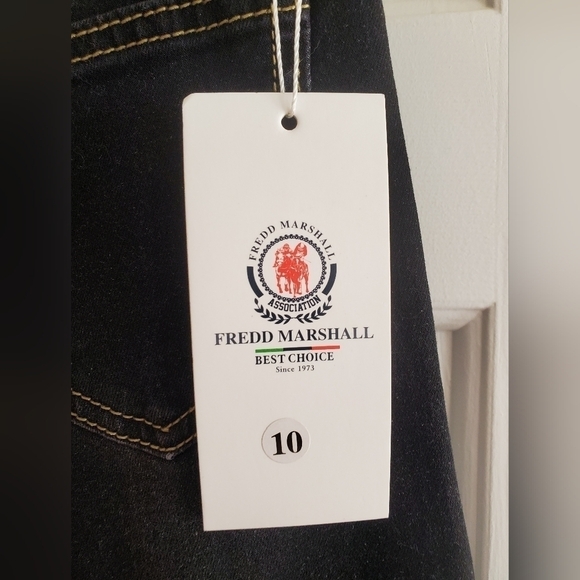 FREDD MARSHALL
ASSOCIATION
FREDD MARSHALL
BEST CHOICE
Since 1973
10